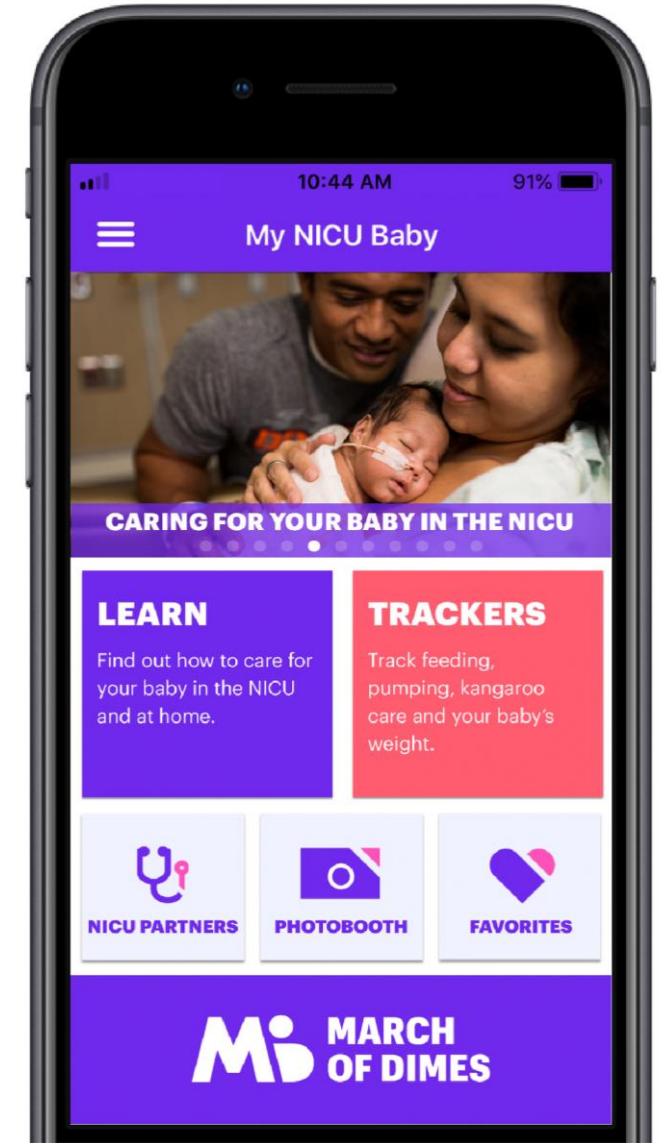 10:44 AM 91%
My NICU Baby
CARING FOR YOUR BABY IN THE NICU
LEARN
Find out how to care for
your baby in the NICU
and at home.
TRACKERS
Track feeding,
pumping, kangaroo
care and your baby's
weight.
NICU PARTNERS PHOTOBOOTH FAVORITES
MARCH
OF DIMES